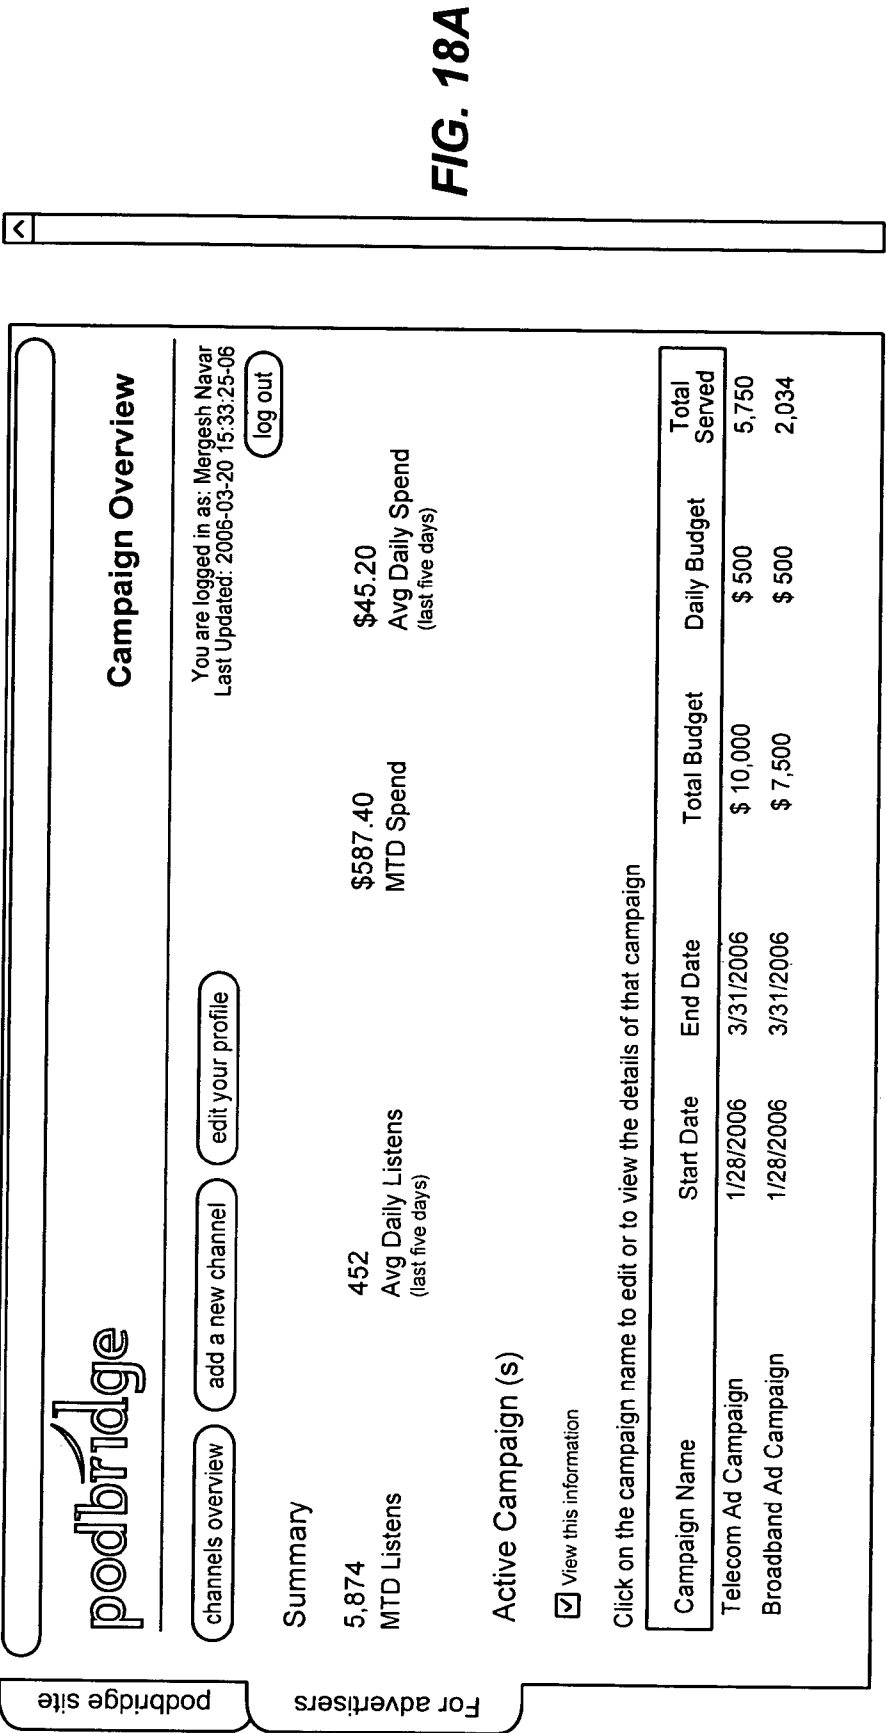 podbridge site
For advertisers
podbridge
Campaign Overview
channels overview add a new channel edit your profile
You are logged in as: Mergesh Navar
Last Updated: 2006-03-20 15:33:25-06
log out
Summary
5,874 452 $587.40 $45.20
MTD Listens Avg Daily Listens MTD Spend Avg Daily Spend
(last five days) (last five days)
Active Campaign (s)
View this information
Click on the campaign name to edit or to view the details of that campaign
Campaign Name Start Date End Date Total Budget Daily Budget Total Served
Telecom Ad Campaign 1/28/2006 3/31/2006 $ 10,000 $ 500 5,750
Broadband Ad Campaign 1/28/2006 3/31/2006 $ 7,500 $ 500 2,034
FIG. 18A